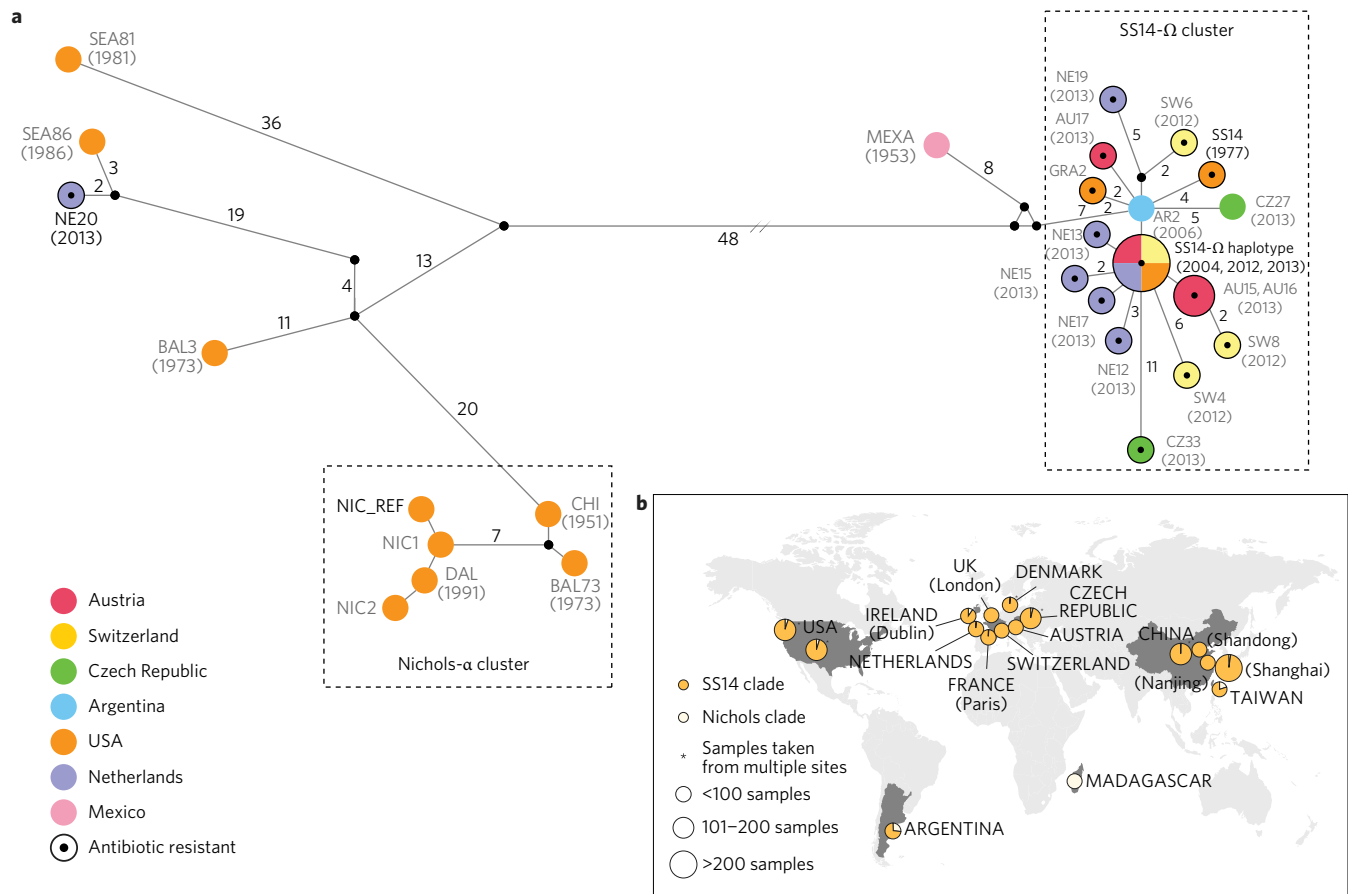 a
SEA81
(1981)
36
SEA86
(1986)
3
2
NE20
(2013)
19
4
13
11
BAL3
(1973)
20
48
MEXA
(1953)
8
7
SS14-Ω cluster
NE19
(2013)
5
SW6
(2012)
2
AU17
(2013)
2
SS14
(1977)
4
GRA2
2
CZ27
(2013)
5
AR2
(2006)
NE13
(2013)
SS14-Ω haplotype
(2004, 2012, 2013)
NE15
(2013)
2
AU15, AU16
(2013)
NE17
(2013)
3
6
2
SW8
(2012)
NE12
(2013)
11
SW4
(2012)
CZ33
(2013)
NIC_REF
NIC1
7
CHI
(1951)
DAL
(1991)
BAL73
(1973)
NIC2
Nichols-α cluster
Austria
Switzerland
Czech Republic
Argentina
USA
Netherlands
Mexico
Antibiotic resistant
b
UK
(London)
DENMARK
CZECH
REPUBLIC
IRELAND
(Dublin)
USA
AUSTRIA
NETHERLANDS
SWITZERLAND
FRANCE
(Paris)
CHINA
(Shandong)
(Nanjing)
(Shanghai)
TAIWAN
MADAGASCAR
ARGENTINA
SS14 clade
Nichols clade
* Samples taken
from multiple sites
<100 samples
101–200 samples
>200 samples